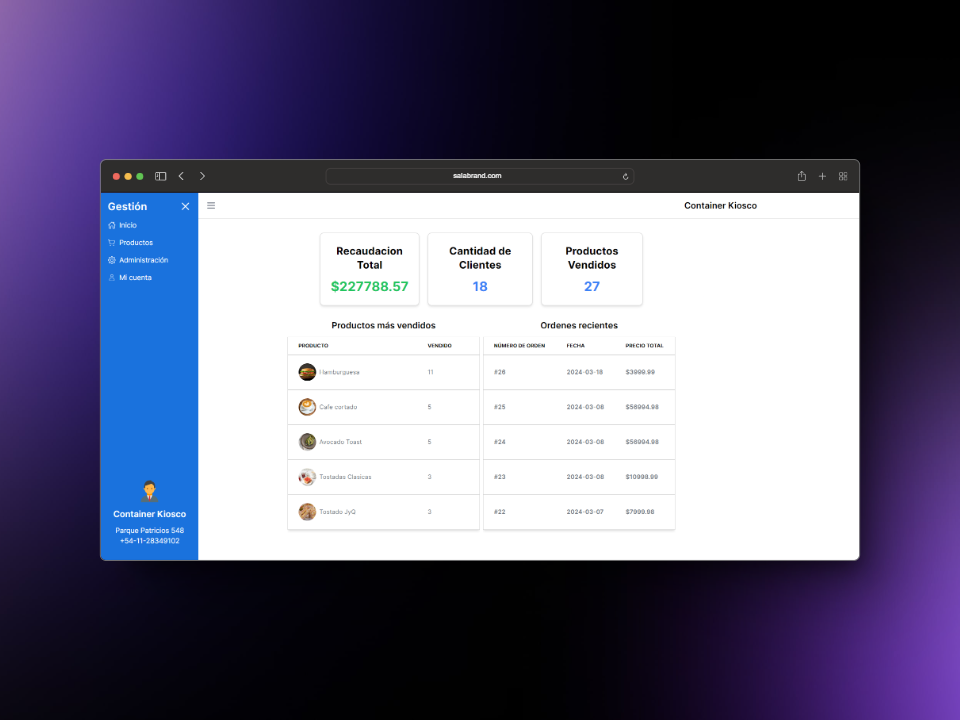 salabrand.com
Gestión
Inicio
Productos
Administración
Mi cuenta
Container Kiosco
Parque Patricios 548
+54-11-28349102
Container Kiosco
Recaudacion
Total
$227788.57
Cantidad de
Clientes
18
Productos
Vendidos
27
Productos más vendidos
PRODUCTO VENDIDO
Hamburguesa 11
Cafe cortado 5
Avocado Toast 5
Tostadas Clasicas 3
Tostado JyQ 3
Ordenes recientes
NÚMERO DE ORDEN FECHA PRECIO TOTAL
#26 2024-03-18 $3999.99
#25 2024-03-08 $56994.98
#24 2024-03-08 $56994.98
#23 2024-03-08 $10998.99
#22 2024-03-07 $7999.98